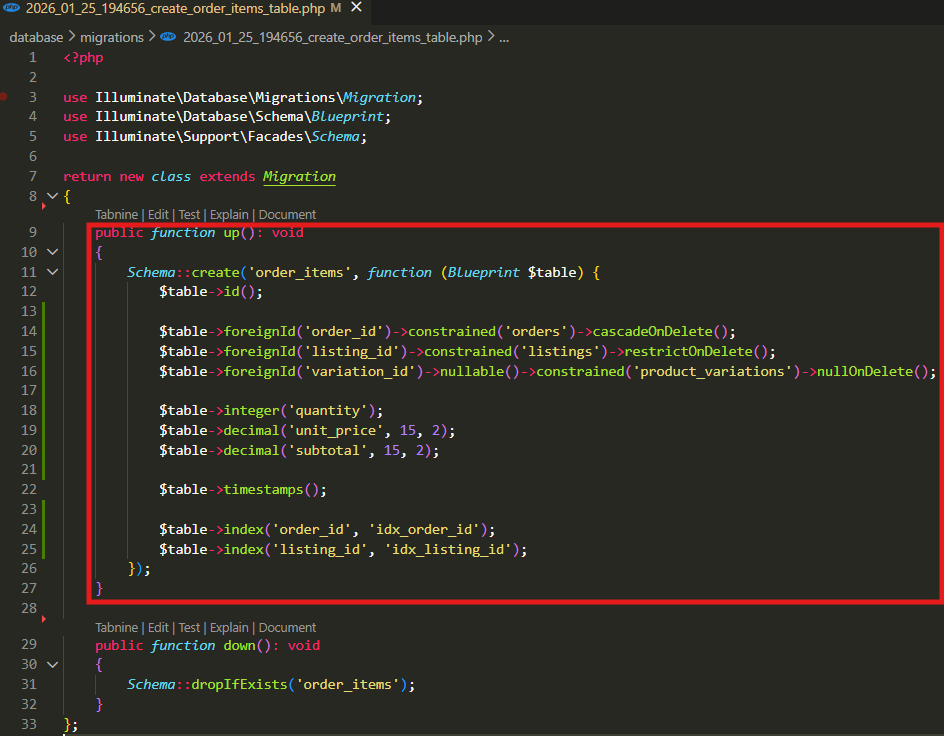 2026_01_25_194656_create_order_items_table.php M ×
database > migrations > 2026_01_25_194656_create_order_items_table.php > ...
1 <?php
2
3 use Illuminate\Database\Migrations\Migration;
4 use Illuminate\Database\Schema\Blueprint;
5 use Illuminate\Support\Facades\Schema;
6
7 return new class extends Migration
8 {
Tabnine | Edit | Test | Explain | Document
9 public function up(): void
10 {
11 Schema::create('order_items', function (Blueprint $table) {
12 $table->id();
13
14 $table->foreignId('order_id')->constrained('orders')->cascadeOnDelete();
15 $table->foreignId('listing_id')->constrained('listings')->restrictOnDelete();
16 $table->foreignId('variation_id')->nullable()->constrained('product_variations')->nullOnDelete();
17
18 $table->integer('quantity');
19 $table->decimal('unit_price', 15, 2);
20 $table->decimal('subtotal', 15, 2);
21
22 $table->timestamps();
23
24 $table->index('order_id', 'idx_order_id');
25 $table->index('listing_id', 'idx_listing_id');
26 });
27 }
28
Tabnine | Edit | Test | Explain | Document
29 public function down(): void
30 {
31 Schema::dropIfExists('order_items');
32 }
33 };